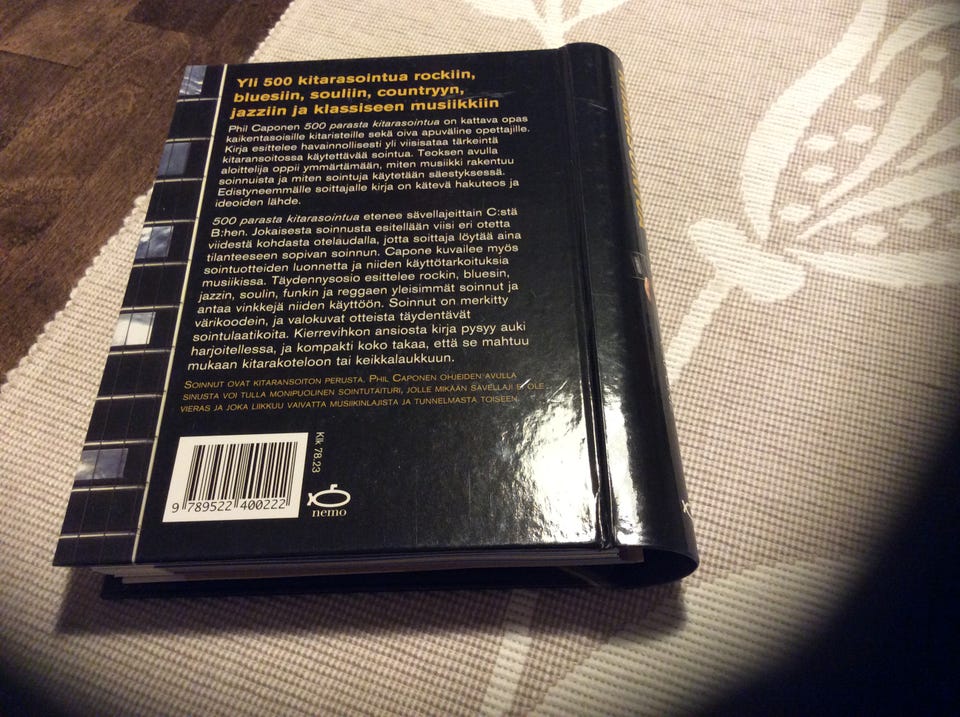 Yli 500 kitarasointua rockiin,
bluesiin, souliin, countryyn,
jazziin ja klassiseen musiikkiin
Phil Caponen 500 parasta kitarasointua on kattava opas
kaikentasoisille kitaristeille sekä oiva apuväline opettajille.
Kirja esittelee havainnollisesti yli viisisataa tärkeintä
kitaransoitossa käytettävää sointua. Teoksen avulla
aloittelija oppii ymmärtämään, miten musiikki rakentuu
soinnuista ja miten sointuja käytetään säestyksessä.
Edistyneemmälle soittajalle kirja on kätevä hakuteos ja
ideoiden lähde.
500 parasta kitarasointua etenee sävellajeittain C:stä
B:hen. Jokaisesta soinnusta esitellään viisi eri otetta
viidestä kohdasta otelaudalla, jotta soittaja löytää aina
tilanteeseen sopivan soinnun. Capone kuvailee myös
sointuotteiden luonnetta ja niiden käyttötarkoituksia
musiikissa. Täydennysosio esittelee rockin, bluesin,
jazzin, soulin, funkin ja reggaen yleisimmät soinnut ja
antaa vinkkejä niiden käyttöön. Soinnut on merkitty
värikoodein, ja valokuvat otteista täydentävät
sointulaatikoita. Kierrevihkon ansiosta kirja pysyy auki
harjoitellessa, ja kompakti koko takaa, että se mahtuu
mukaan kitarakoteloon tai keikkalaukkuun.
Soinnut ovat kitaransoiton perusta. Phil Caponen ohjeiden avulla
sinusta voi tulla monipuolinen sointutaituri, jolle mikään sävellaji ei ole
vieras ja joka liikkuu vaivatta musiikinlajista ja tunnelmasta toiseen.
Klk 78.23
9 789522 400222
nemo